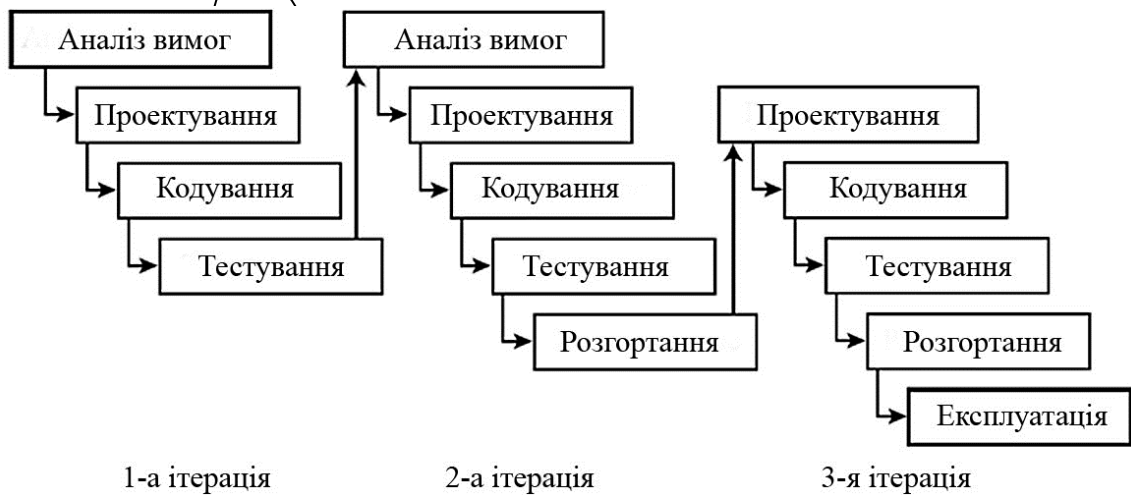 Аналіз вимог
Проектування
Кодування
Тестування
Аналіз вимог
Проектування
Кодування
Тестування
Розгортання
Проектування
Кодування
Тестування
Розгортання
Експлуатація
1-а ітерація
2-а ітерація
3-я ітерація